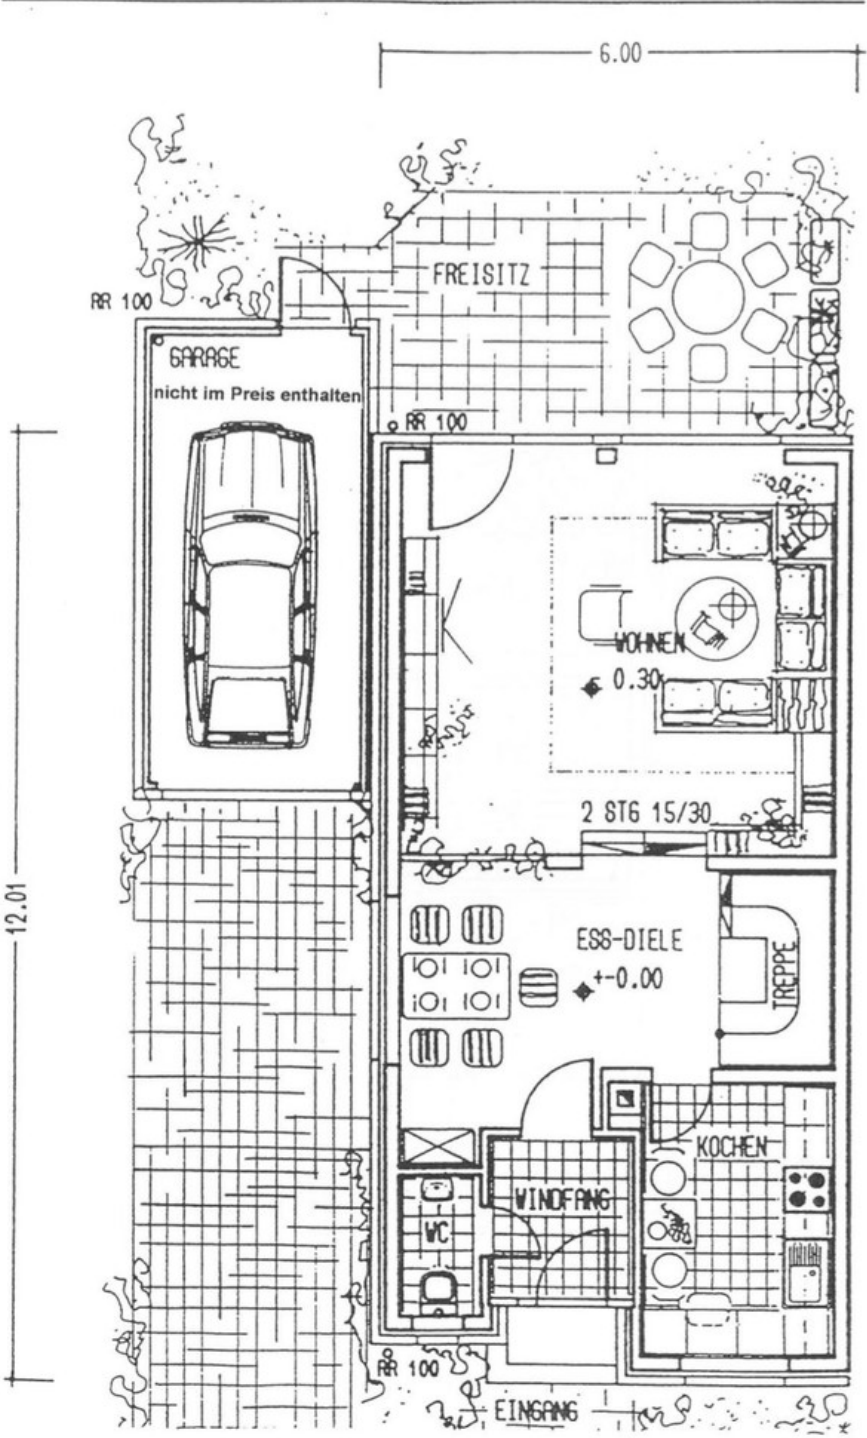 6.00
FREISITZ
RR 100
GARAGE
nicht im Preis enthalten
RR 100
WOHNEN
0.30
2 STG 15/30
12.01
ESS-DIELE
+-0.00
TREPPE
KOCHEN
WINDFANG
WC
RR 100
EINGANG